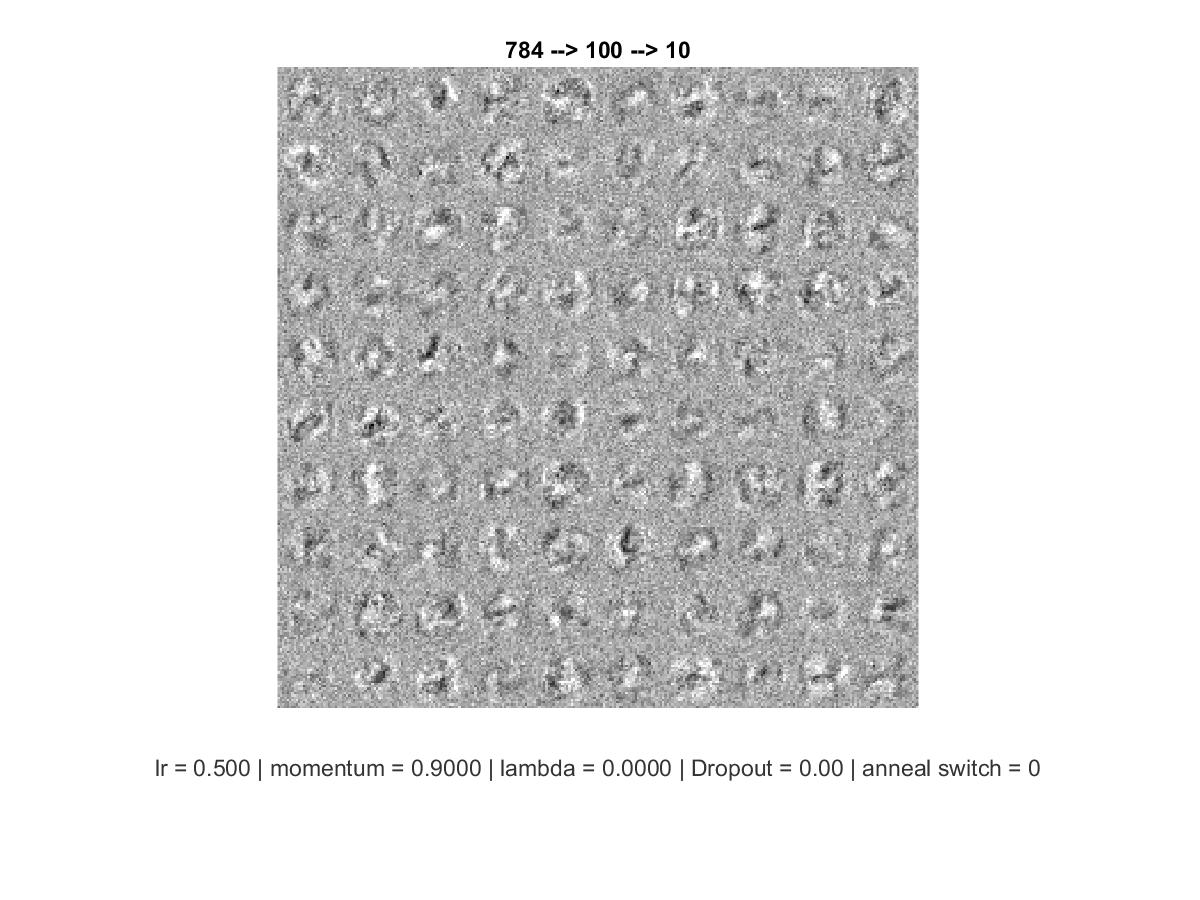 784 --> 100 --> 10
lr = 0.500 | momentum = 0.9000 | lambda = 0.0000 | Dropout = 0.00 | anneal switch = 0